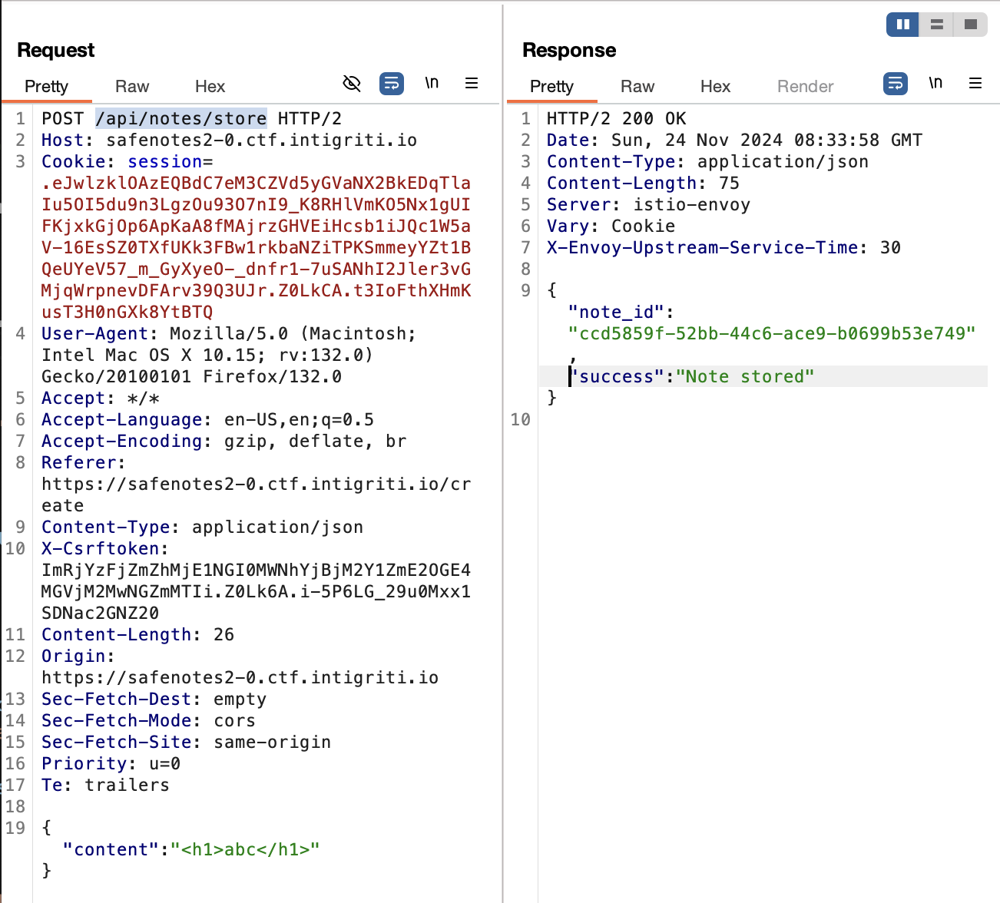 Request
Pretty Raw Hex \n
1 POST /api/notes/store HTTP/2
2 Host: safenotes2-0.ctf.intigriti.io
3 Cookie: session=
.eJwlzklOAzEQBdC7eM3CZVd5yGVaNX2BkEDqTla
Iu5OI5du9n3LgzOu93O7nI9_K8RHlVmKO5Nx1gUI
FKjxkGjOp6ApKaA8fMAjrzGHVEiHcsb1iJQc1W5a
V-16EsSZ0TXfUKk3FBw1rkbaNZiTPKSmmeyYZt1B
QeUYeV57_m_GyXyeO-_dnfr1-7uSANhI2Jler3vG
MjqWrpnevDFArv39Q3UJr.Z0LkCA.t3IoFthXHmK
usT3H0nGXk8YtBTQ
4 User-Agent: Mozilla/5.0 (Macintosh;
Intel Mac OS X 10.15; rv:132.0)
Gecko/20100101 Firefox/132.0
5 Accept: */*
6 Accept-Language: en-US,en;q=0.5
7 Accept-Encoding: gzip, deflate, br
8 Referer:
https://safenotes2-0.ctf.intigriti.io/cr
eate
9 Content-Type: application/json
10 X-Csrftoken:
ImRjYzFjZmZhMjE1NGI0MWNhYjBjM2Y1ZmE2OGE4
MGVjM2MwNGZmMTIi.Z0Lk6A.i-5P6LG_29u0Mxx1
SDNac2GNZ20
11 Content-Length: 26
12 Origin:
https://safenotes2-0.ctf.intigriti.io
13 Sec-Fetch-Dest: empty
14 Sec-Fetch-Mode: cors
15 Sec-Fetch-Site: same-origin
16 Priority: u=0
17 Te: trailers
18
19 {
"content":"<h1>abc</h1>"
}
Response
Pretty Raw Hex Render \n
1 HTTP/2 200 OK
2 Date: Sun, 24 Nov 2024 08:33:58 GMT
3 Content-Type: application/json
4 Content-Length: 75
5 Server: istio-envoy
6 Vary: Cookie
7 X-Envoy-Upstream-Service-Time: 30
8
9 {
"note_id":
"ccd5859f-52bb-44c6-ace9-b0699b53e749"
,
"success":"Note stored"
}
10